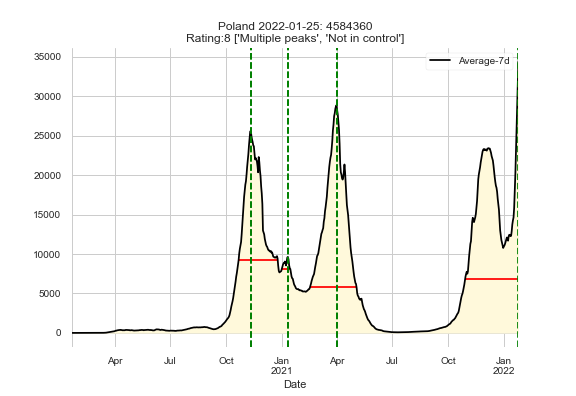 Poland 2022-01-25: 4584360
Rating:8 ['Multiple peaks', 'Not in control']
Average-7d
35000
30000
25000
20000
15000
10000
5000
0
Apr Jul Oct Jan Apr Jul Oct Jan
2021 2022
Date